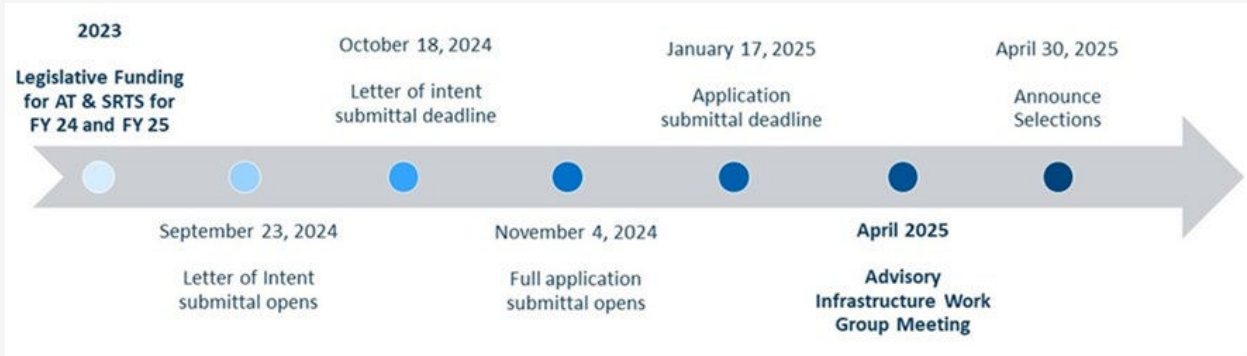 2023
Legislative Funding
for AT & SRTS for
FY 24 and FY 25
September 23, 2024
Letter of Intent
submittal opens
October 18, 2024
Letter of intent
submittal deadline
November 4, 2024
Full application
submittal opens
January 17, 2025
Application
submittal deadline
April 2025
Advisory
Infrastructure Work
Group Meeting
April 30, 2025
Announce
Selections